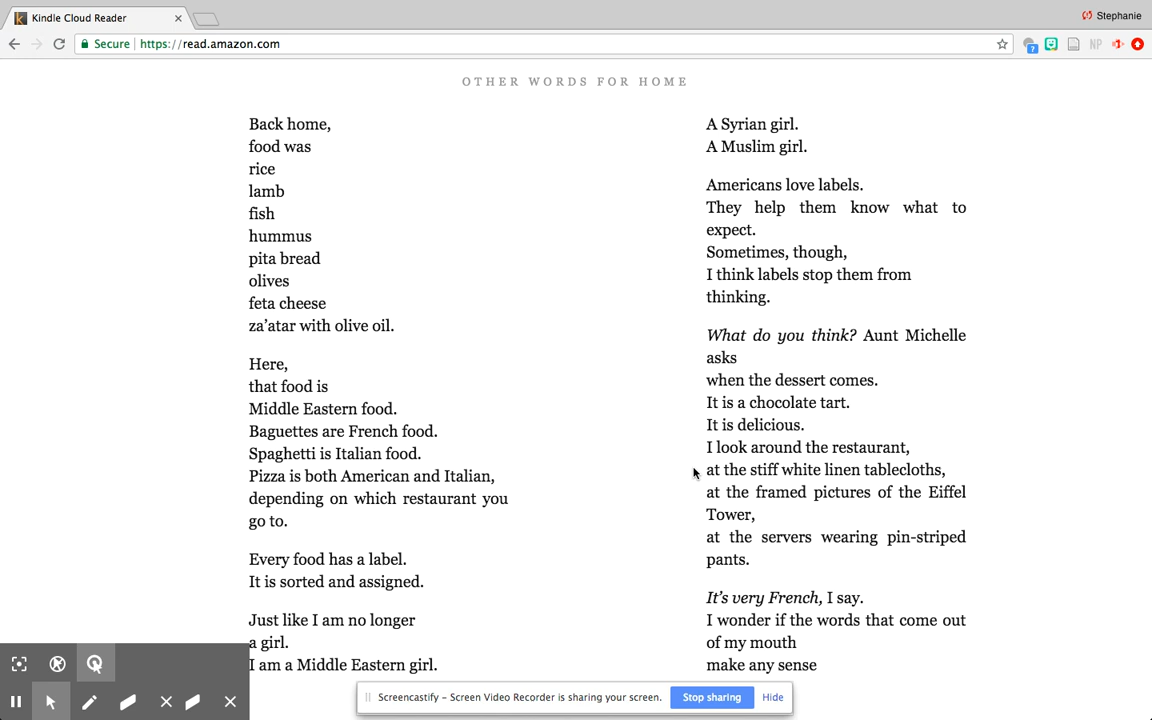 Kindle Cloud Reader
Stephanie
Secure
https://read.amazon.com
?
NP
OTHER WORDS FOR HOME
Back home,
food was
rice
lamb
fish
hummus
pita bread
olives
feta cheese
za’atar with olive oil.
Here,
that food is
Middle Eastern food.
Baguettes are French food.
Spaghetti is Italian food.
Pizza is both American and Italian,
depending on which restaurant you
go to.
Every food has a label.
It is sorted and assigned.
Just like I am no longer
a girl.
I am a Middle Eastern girl.
A Syrian girl.
A Muslim girl.
Americans love labels.
They help them know what to
expect.
Sometimes, though,
I think labels stop them from
thinking.
What do you think? Aunt Michelle
asks
when the dessert comes.
It is a chocolate tart.
It is delicious.
I look around the restaurant,
at the stiff white linen tablecloths,
at the framed pictures of the Eiffel
Tower,
at the servers wearing pin-striped
pants.
It’s very French, I say.
I wonder if the words that come out
of my mouth
make any sense
Screencastify – Screen Video Recorder is sharing your screen.
Stop sharing
Hide